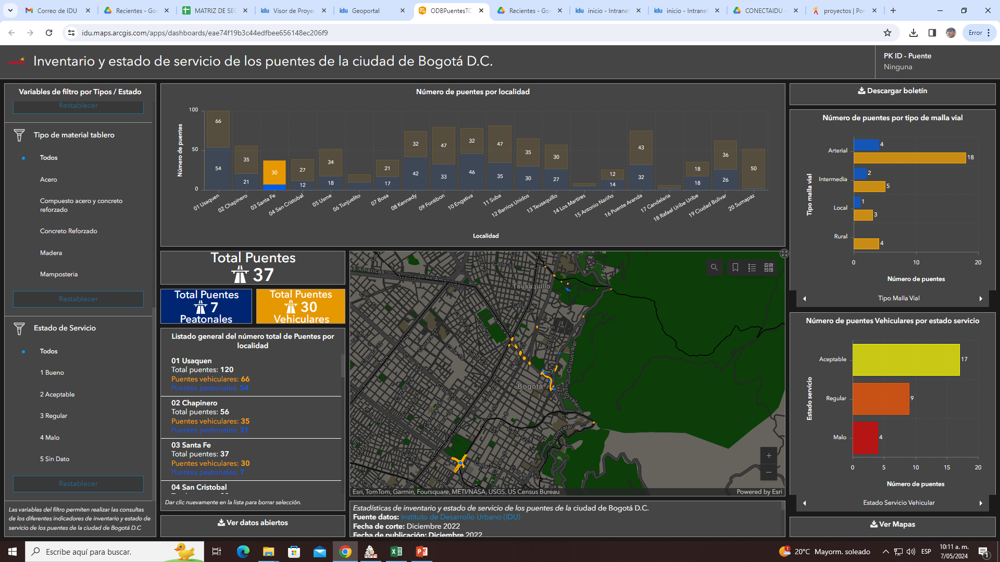 Correo de IDU
Recientes - Goo
MATRIZ DE SEG
Visor de Proye
Geoportal
ODBPuentesTC
Recientes - Goo
inicio - Intranet
inicio - Intranet
CONECTAIDU -
proyectos | Por
idu.maps.arcgis.com/apps/dashboards/eae74f19b3c44edfbee656148ec206f9
Error
Inventario y estado de servicio de los puentes de la ciudad de Bogotá D.C.
PK ID - Puente
Ninguna
Variables de filtro por Tipos / Estado
Restablecer
Tipo de material tablero
Todos
Acero
Compuesto acero y concreto
reforzado
Concreto Reforzado
Madera
Mamposteria
Restablecer
Estado de Servicio
Todos
1 Bueno
2 Aceptable
3 Regular
4 Malo
5 Sin Dato
Restablecer
Las variables del filtro permiten realizar las consultas
de los diferentes indicadores de inventario y estado de
servicio de los puentes de la ciudad de Bogotá D.C
Número de puentes por localidad
Número de puentes
100
50
0
66 35 30 27 34 21 32 47 32 47 35 30 12 43 18 36 50
54 21 12 18 17 42 33 46 35 30 27 14 32 18 26
01 Usaquen
02 Chapinero
03 Santa Fe
04 San Cristobal
05 Usme
06 Tunjuelito
07 Bosa
08 Kennedy
09 Fontibon
10 Engativa
11 Suba
12 Barrios Unidos
13 Teusaquillo
14 Los Martires
15 Antonio Nariño
16 Puente Aranda
17 Candelaria
18 Rafael Uribe Uribe
19 Ciudad Bolivar
20 Sumapaz
Localidad
Total Puentes
37
Total Puentes
7
Peatonales
Total Puentes
30
Vehiculares
Listado general del número total de Puentes por
localidad
01 Usaquen
Total puentes: 120
Puentes vehiculares: 66
Puentes peatonales: 54
02 Chapinero
Total puentes: 56
Puentes vehiculares: 35
Puentes peatonales: 21
03 Santa Fe
Total puentes: 37
Puentes vehiculares: 30
Puentes peatonales: 7
04 San Cristobal
Dar clic nuevamente en la lista para borrar selección.
Ver datos abiertos
Teusaquillo
Bogotá
Avenida Las Americas
Circunvalar
Circunvalar
Circunvalar
Esri, TomTom, Garmin, Foursquare, METI/NASA, USGS, US Census Bureau
Powered by Esri
Estadísticas de inventario y estado de servicio de los puentes de la ciudad de Bogotá D.C.
Fuente datos: Instituto de Desarrollo Urbano (IDU)
Fecha de corte: Diciembre 2022
Fecha de publicación: Diciembre 2022
Descargar boletín
Número de puentes por tipo de malla vial
Tipo malla vial
Arterial
4
18
Intermedia
2
5
Local
1
3
Rural
4
0 10 20
Número de puentes
Tipo Malla Vial
Número de puentes Vehiculares por estado servicio
Estado servicio
Aceptable
17
Regular
9
Malo
4
0 5 10 15 20
Número de puentes
Estado Servicio Vehicular
Ver Mapas
Escribe aquí para buscar.
20°C Mayorm. soleado
ESP
10:11 a. m.
7/05/2024